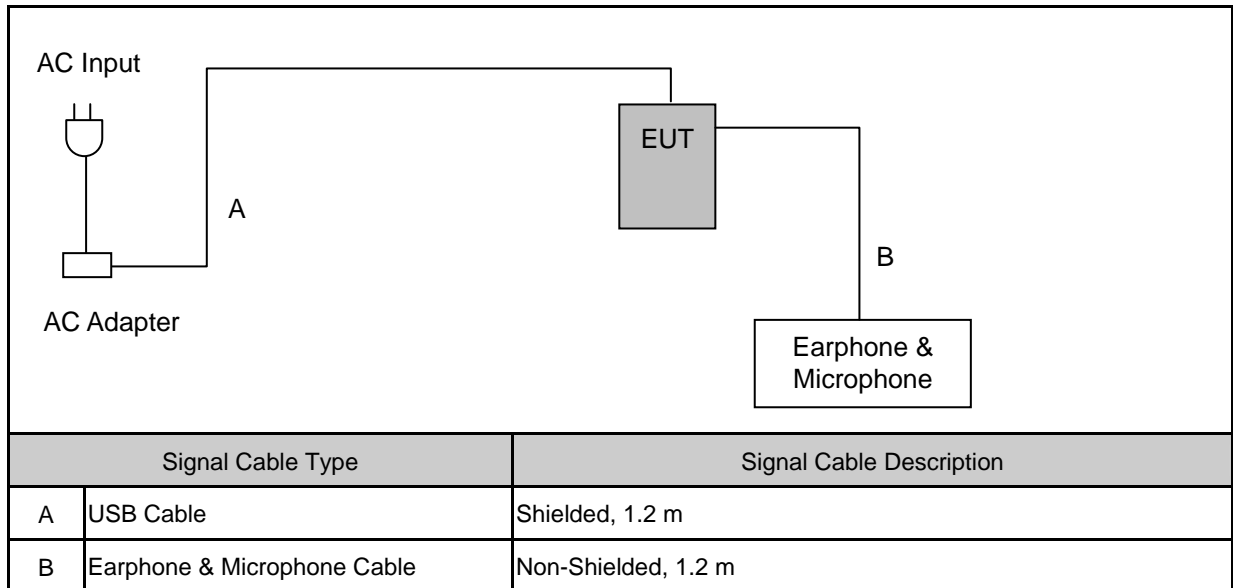 AC Input
EUT
A
B
AC Adapter
Earphone &
Microphone
Signal Cable Type Signal Cable Description
A USB Cable Shielded, 1.2 m
B Earphone & Microphone Cable Non-Shielded, 1.2 m